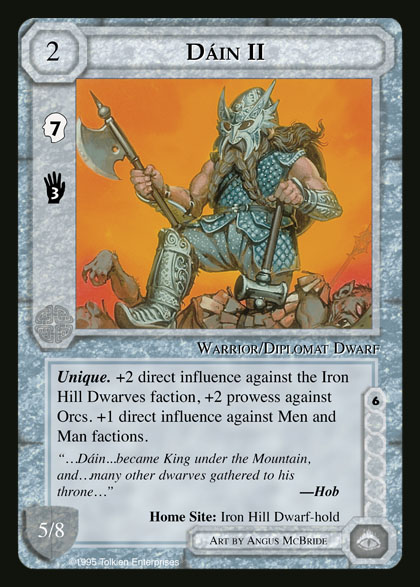 2
DÁIN II
7
3
WARRIOR/DIPLOMAT DWARF
Unique. +2 direct influence against the Iron
Hill Dwarves faction, +2 prowess against
Orcs. +1 direct influence against Men and
Man factions.
6
“…Dáin...became King under the Mountain,
and…many other dwarves gathered to his
throne…” —Hob
Home Site: Iron Hill Dwarf-hold
5/8
ART BY ANGUS MCBRIDE
©1995 Tolkien Enterprises